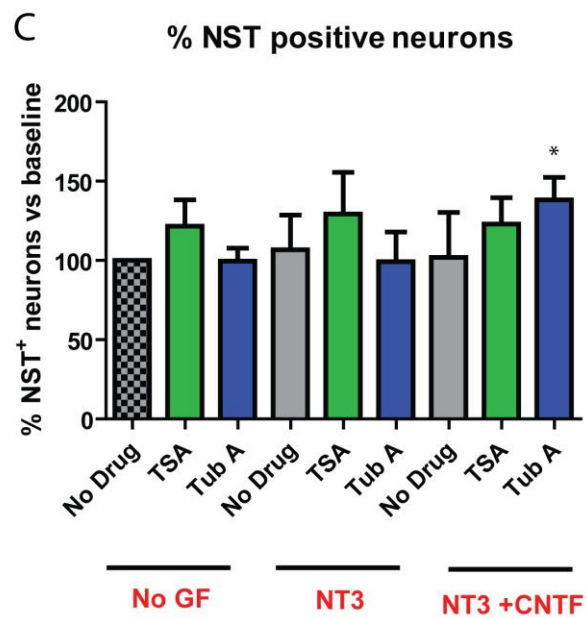 C
% NST positive neurons
% NST+ neurons vs baseline
200
150
100
50
0
*
No Drug
TSA
Tub A
No Drug
TSA
Tub A
No Drug
TSA
Tub A
No GF
NT3
NT3 +CNTF